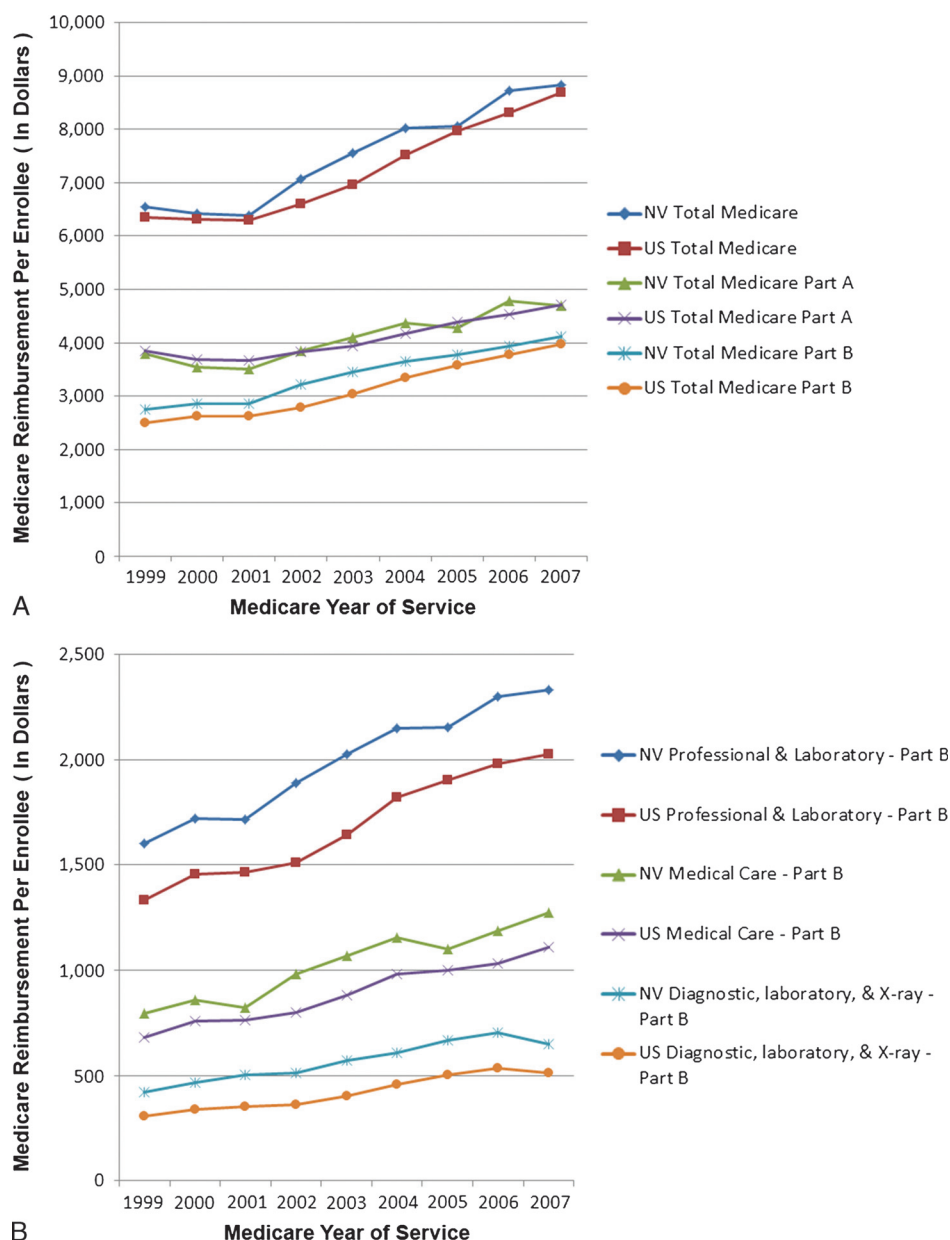 10,000
9,000
8,000
7,000
6,000
5,000
4,000
3,000
2,000
1,000
0
Medicare Reimbursement Per Enrollee ( In Dollars )
1999 2000 2001 2002 2003 2004 2005 2006 2007
Medicare Year of Service
NV Total Medicare
US Total Medicare
NV Total Medicare Part A
US Total Medicare Part A
NV Total Medicare Part B
US Total Medicare Part B
A
2,500
2,000
1,500
1,000
500
0
Medicare Reimbursement Per Enrollee ( In Dollars )
1999 2000 2001 2002 2003 2004 2005 2006 2007
Medicare Year of Service
NV Professional & Laboratory - Part B
US Professional & Laboratory - Part B
NV Medical Care - Part B
US Medical Care - Part B
NV Diagnostic, laboratory, & X-ray -
Part B
US Diagnostic, laboratory, & X-ray -
Part B
B